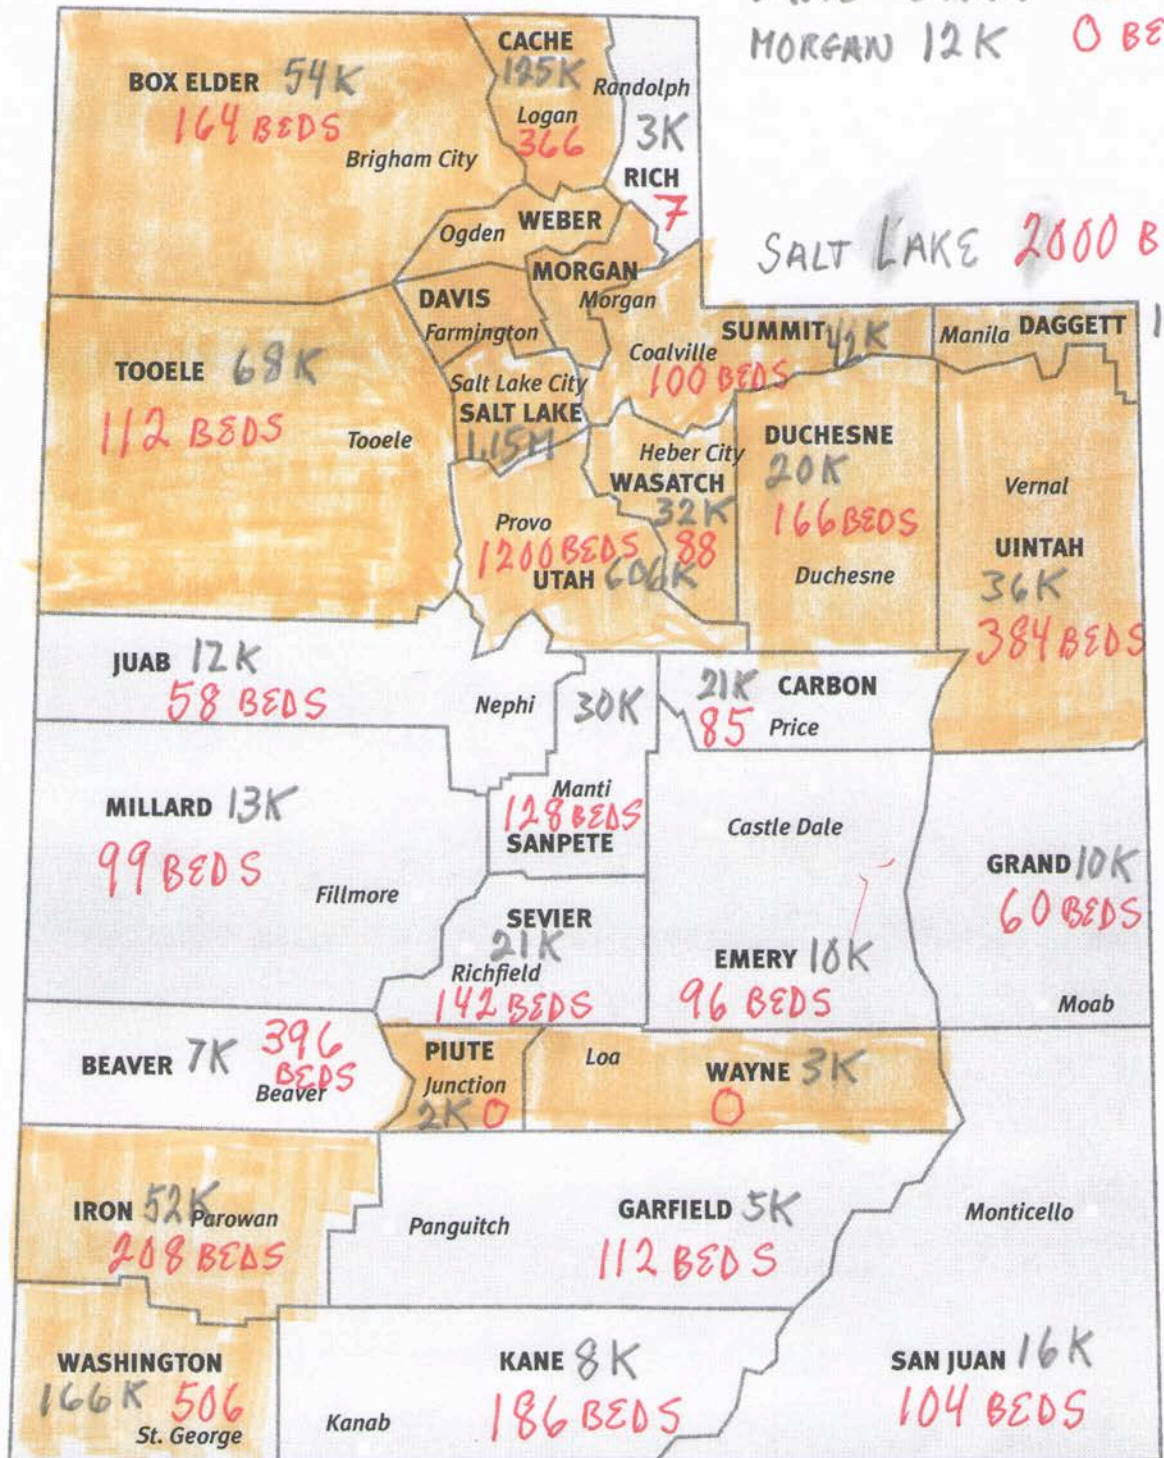 MORGAN 12K 0 BE
CACHE
125K
BOX ELDER 54K
Randolph
164 BEDS
Logan
366
3K
Brigham City
RICH
7
Ogden WEBER
SALT LAKE 2000 B
MORGAN
DAVIS
Morgan
Farmington
SUMMIT 42K
Manila DAGGETT 1
TOOELE 68K
Coalville
100 BEDS
Salt Lake City
SALT LAKE
1.15M
112 BEDS
Tooele
DUCHESNE
20K
166 BEDS
Duchesne
Heber City
WASATCH
32K
88
Vernal
UINTAH
36K
384 BEDS
Provo
1200 BEDS
UTAH 606K
JUAB 12K
58 BEDS
Nephi
30K
21K CARBON
85 Price
MILLARD 13K
99 BEDS
Fillmore
Manti
128 BEDS
SANPETE
Castle Dale
GRAND 10K
60 BEDS
SEVIER
21K
Richfield
142 BEDS
EMERY 10K
96 BEDS
Moab
BEAVER 7K 396
BEDS
Beaver
PIUTE
Junction
2K 0
Loa
WAYNE 3K
0
IRON 52K Parowan
208 BEDS
Panguitch
GARFIELD 5K
112 BEDS
Monticello
WASHINGTON
166K 506
St. George
KANE 8K
Kanab
186 BEDS
SAN JUAN 16K
104 BEDS